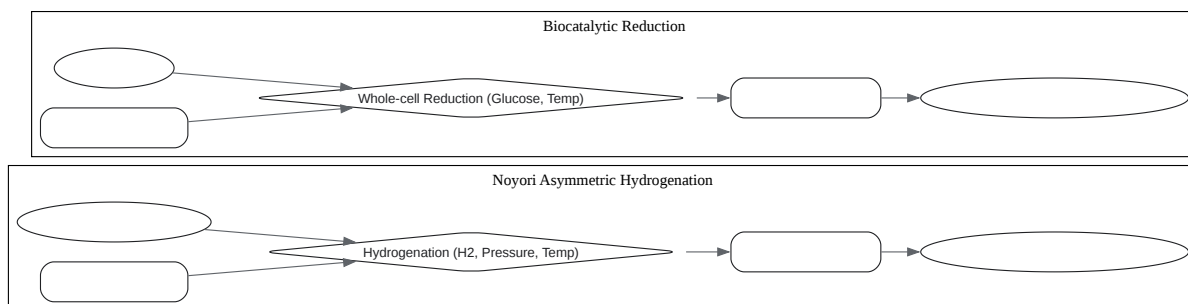 Biocatalytic Reduction
Whole-cell Reduction (Glucose, Temp)
Noyori Asymmetric Hydrogenation
Hydrogenation (H2, Pressure, Temp)